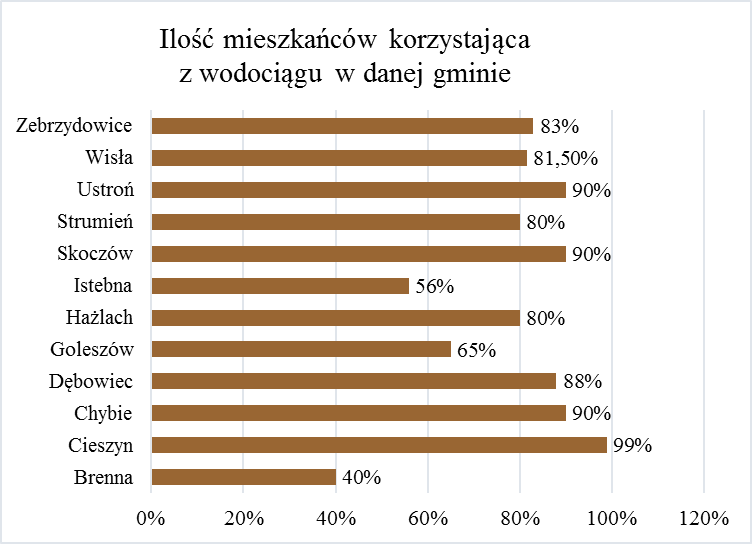 Ilość mieszkańców korzystająca
z wodociągu w danej gminie
Zebrzydowice 83%
Wisła 81,50%
Ustroń 90%
Strumień 80%
Skoczów 90%
Istebna 56%
Hażlach 80%
Goleszów 65%
Dębowiec 88%
Chybie 90%
Cieszyn 99%
Brenna 40%
0% 20% 40% 60% 80% 100% 120%